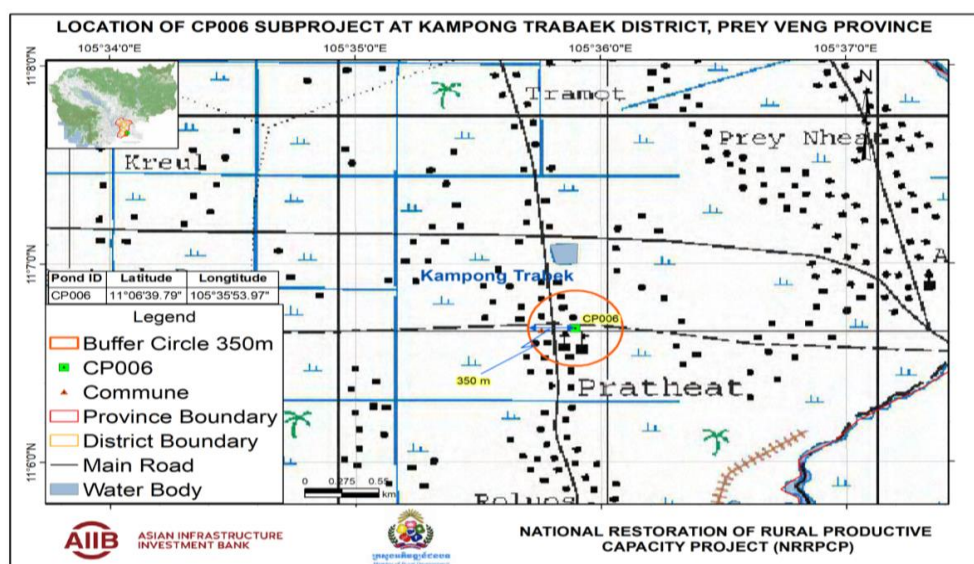 LOCATION OF CP006 SUBPROJECT AT KAMPONG TRABAEK DISTRICT, PREY VENG PROVINCE
105°34'0"E
105°35'0"E
105°36'0"E
105°37'0"E
11°8'0"N
11°7'0"N
11°6'0"N
N
Tramot
Prey Nheat
Kreul
A
Kampong Trabek
Pond ID Latitude Longtitude
CP006 11°06'39.79" 105°35'53.97"
CP006
350 m
Pratheat
Legend
Buffer Circle 350m
CP006
Commune
Province Boundary
District Boundary
Main Road
Water Body
0 0.275 0.55
km
Roluos
AIIB
ASIAN INFRASTRUCTURE
INVESTMENT BANK
NATIONAL RESTORATION OF RURAL PRODUCTIVE
CAPACITY PROJECT (NRRPCP)